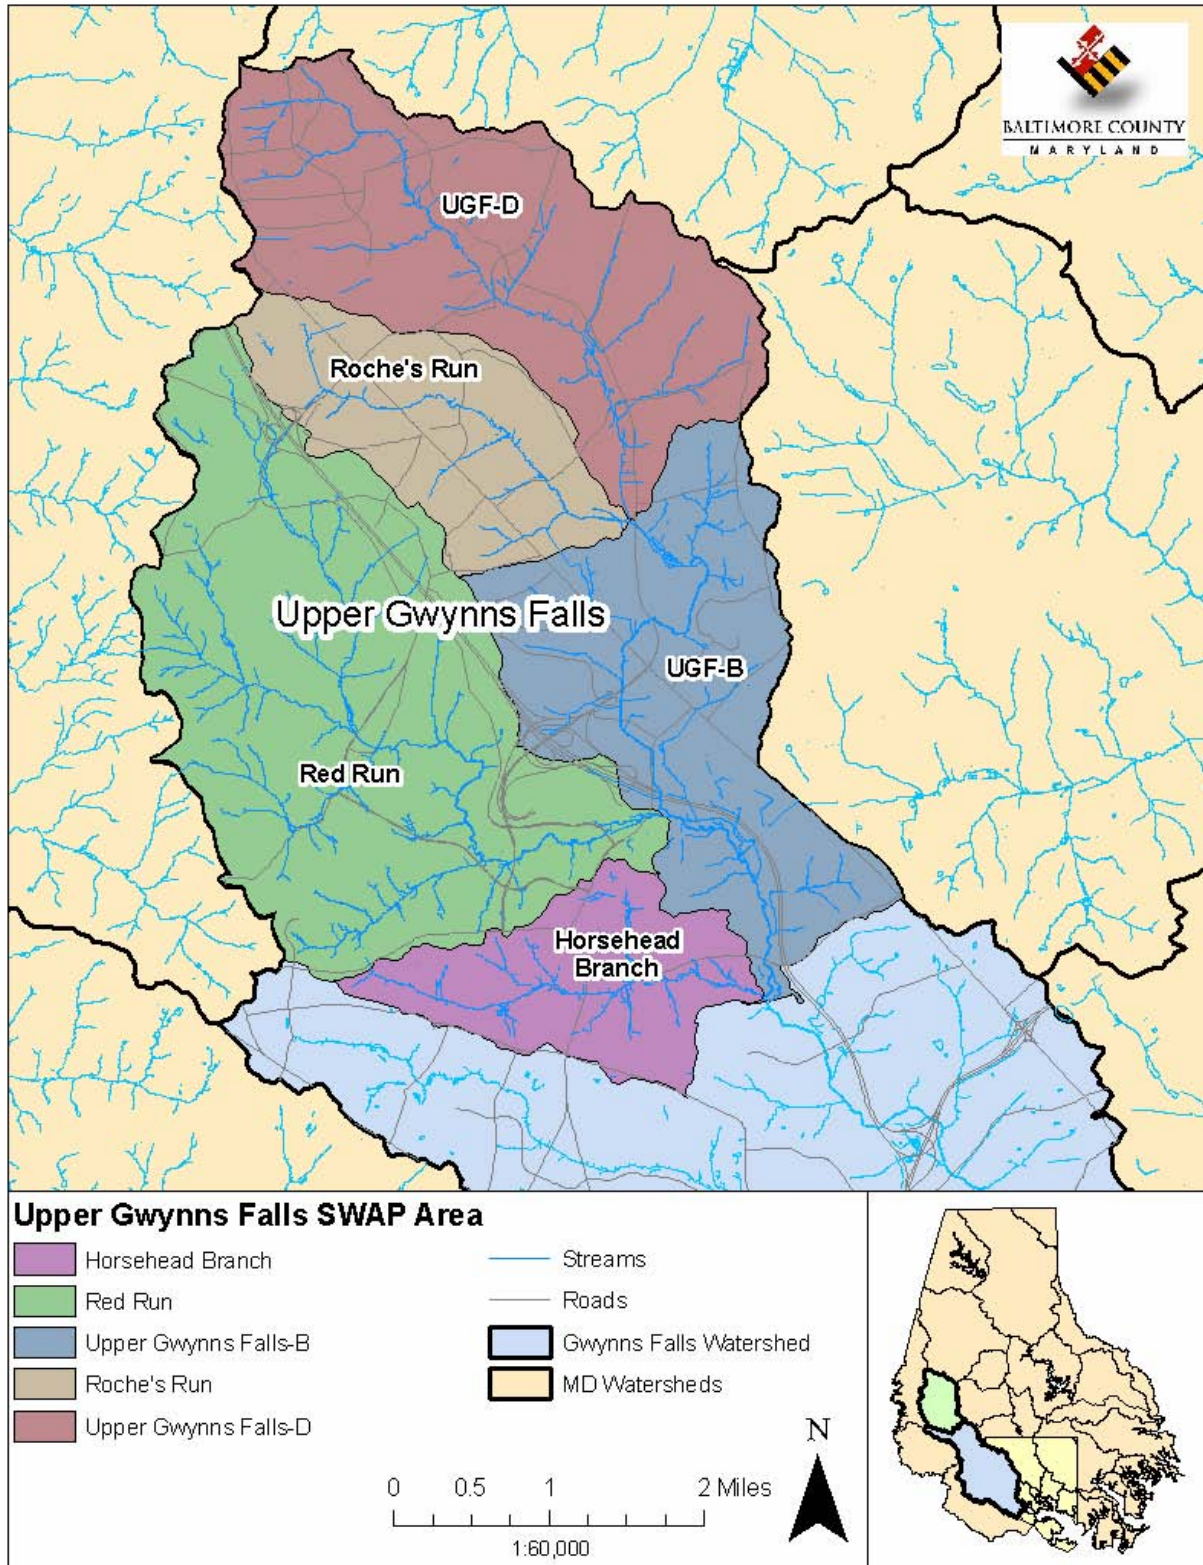 BALTIMORE COUNTY
MARYLAND
UGF-D
Roche's Run
Upper Gwynns Falls
UGF-B
Red Run
Horsehead
Branch
Upper Gwynns Falls SWAP Area
Horsehead Branch
Red Run
Upper Gwynns Falls-B
Roche's Run
Upper Gwynns Falls-D
Streams
Roads
Gwynns Falls Watershed
MD Watersheds
N
0 0.5 1 2 Miles
1:60,000